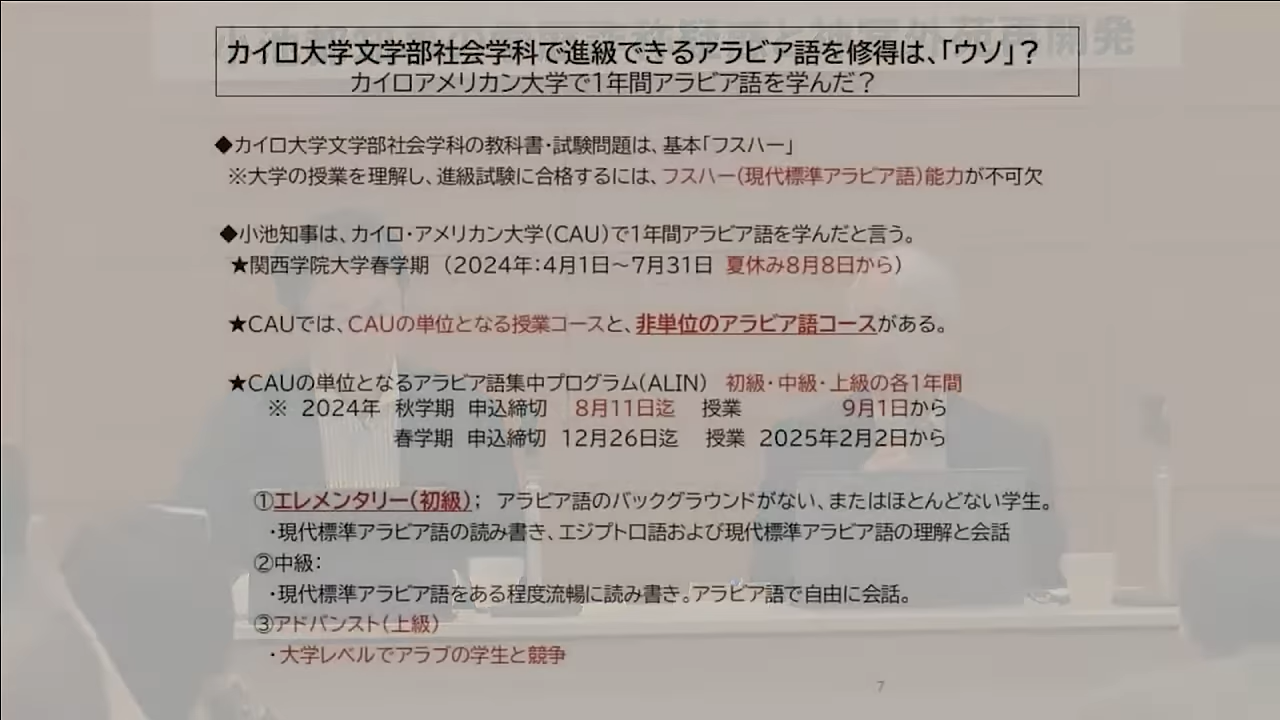 カイロ大学文学部社会学科で進級できるアラビア語を修得は、「ウソ」？
カイロアメリカン大学で1年間アラビア語を学んだ？
◆カイロ大学文学部社会学科の教科書・試験問題は、基本「フスハー」
※大学の授業を理解し、進級試験に合格するには、フスハー（現代標準アラビア語）能力が不可欠
◆小池知事は、カイロ・アメリカン大学（CAU）で1年間アラビア語を学んだと言う。
★関西学院大学春学期（2024年：4月1日～7月31日 夏休み8月8日から）
★CAUでは、CAUの単位となる授業コースと、非単位のアラビア語コースがある。
★CAUの単位となるアラビア語集中プログラム（ALIN） 初級・中級・上級の各1年間
※ 2024年 秋学期 申込締切 8月11日迄 授業 9月1日から
春学期 申込締切 12月26日迄 授業 2025年2月2日から
①エレメンタリー（初級）； アラビア語のバックグラウンドがない、またはほとんどない学生。
・現代標準アラビア語の読み書き、エジプト口語および現代標準アラビア語の理解と会話
②中級：
・現代標準アラビア語をある程度流暢に読み書き。アラビア語で自由に会話。
③アドバンスト（上級）
・大学レベルでアラブの学生と競争
7